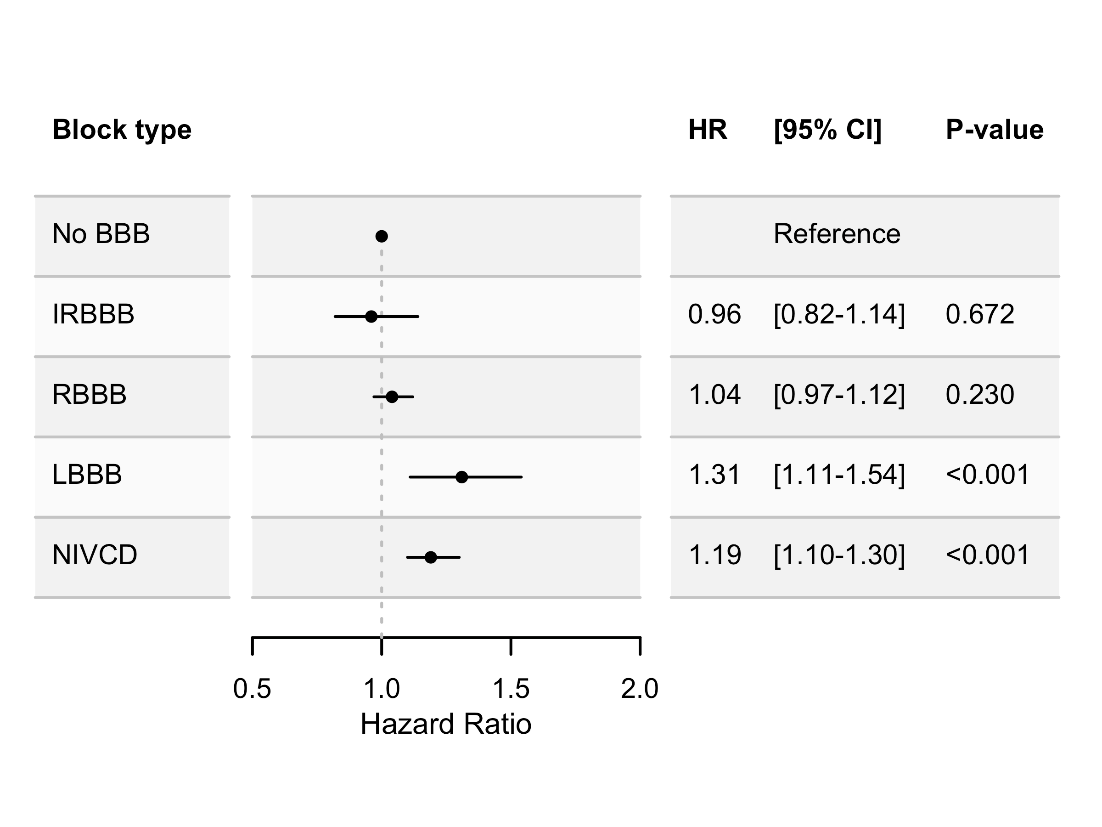 Block type HR [95% CI] P-value
No BBB Reference
IRBBB 0.96 [0.82-1.14] 0.672
RBBB 1.04 [0.97-1.12] 0.230
LBBB 1.31 [1.11-1.54] <0.001
NIVCD 1.19 [1.10-1.30] <0.001
0.5 1.0 1.5 2.0
Hazard Ratio